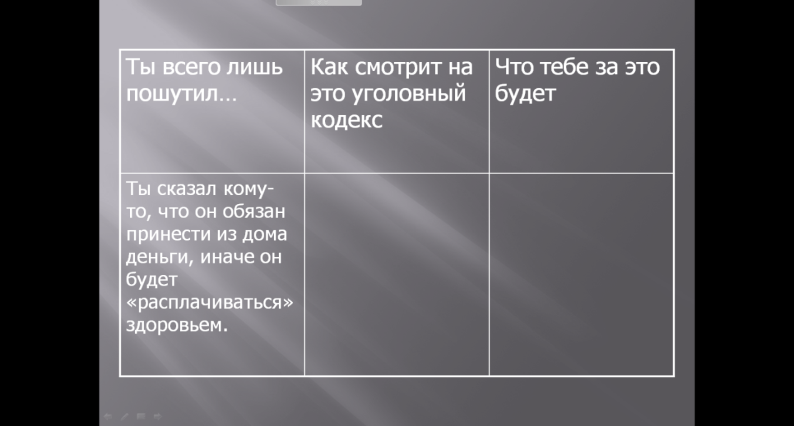 Ты всего лишь
пошутил...
Как смотрит на
это уголовный
кодекс
Что тебе за это
будет
Ты сказал кому-
то, что он обязан
принести из дома
деньги, иначе он
будет
«расплачиваться»
здоровьем.